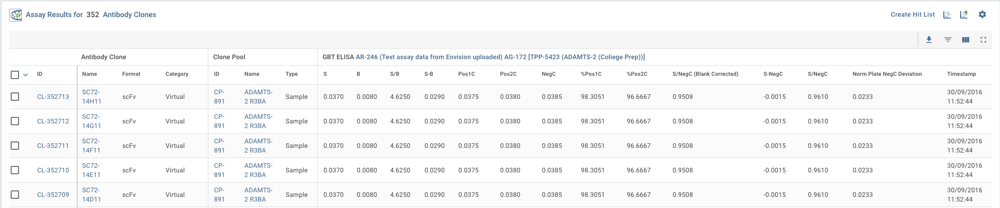 Assay Results for 352 Antibody Clones
Create Hit List
Antibody Clone Clone Pool GBT ELISA AR-246 (Test assay data from Envision uploaded) AG-172 [TPP-5423 (ADAMTS-2 (Coliege Prep))]
ID Name Format Category ID Name Type S B S/B S-B Pos1C Pos2C NegC %Pos1C %Pos2C S/NegC (Blank Corrected) S-NegC S/NegC Norm Plate NegC Deviation Timestamp
SC72- CP- ADAMTS- 30/09/2016
CL-352713 scFv Virtual Sample 0.0370 0.0080 4.6250 0.0290 0.0375 0.0380 0.0385 98.3051 96.6667 0.9508 -0.0015 0.9610 0.0233
14H11 891 2 R3BA 11:52:44
SC72- CP- ADAMTS- 30/09/2016
CL-352712 scFv Virtual Sample 0.0370 0.0080 4.6250 0.0290 0.0375 0.0380 0.0385 98.3051 96.6667 0.9508 -0.0015 0.9610 0.0233
14G11 891 2 R3BA 11:52:44
SC72- CP- ADAMTS- 30/09/2016
CL-352711 scFv Virtual Sample 0.0370 0.0080 4.6250 0.0290 0.0375 0.0380 0.0385 98.3051 96.6667 0.9508 -0.0015 0.9610 0.0233
14F11 891 2 R3BA 11:52:44
SC72- CP- ADAMTS- 30/09/2016
CL-352710 scFv Virtual Sample 0.0370 0.0080 4.6250 0.0290 0.0375 0.0380 0.0385 98.3051 96.6667 0.9508 -0.0015 0.9610 0.0233
14E11 891 2 R3BA 11:52:44
SC72- CP- ADAMTS- 30/09/2016
CL-352709 scFv Virtual Sample 0.0370 0.0080 4.6250 0.0290 0.0375 0.0380 0.0385 98.3051 96.6667 0.9508 -0.0015 0.9610 0.0233
14D11 891 2 R3BA 11:52:44